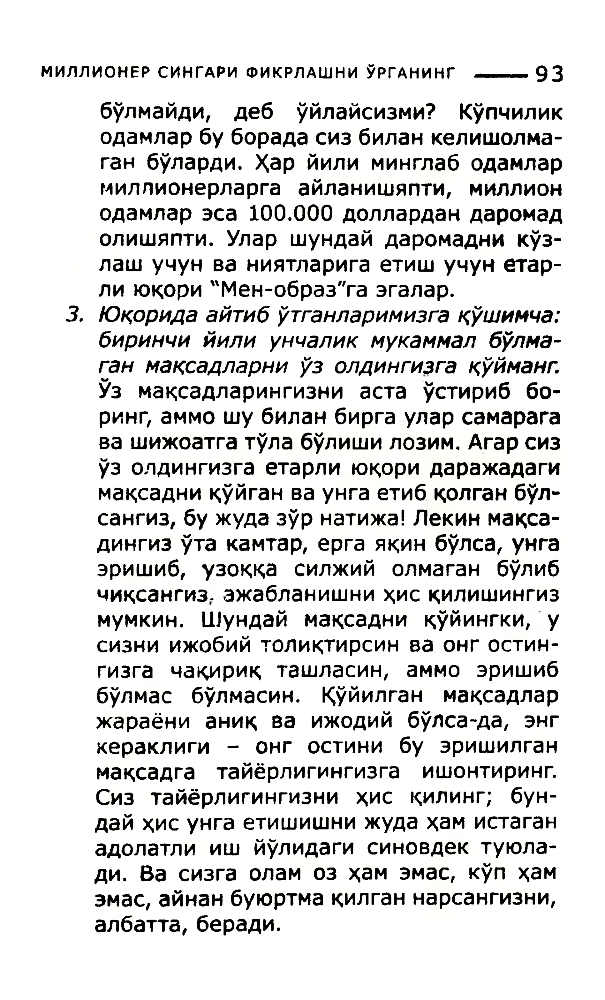 МИЛЛИОНЕР СИНГАРИ ФИКРЛАШНИ ЎРГАНИНГ —— 93
бўлмайди, деб ўйлайсизми? Кўпчилик
одамлар бу борада сиз билан келишолма-
ган бўларди. Ҳар йили минглаб одамлар
миллионерларга айланишяпти, миллион
одамлар эса 100.000 доллардан даромад
олишяпти. Улар шундай даромадни кўз-
лаш учун ва ниятларига етиш учун етар-
ли юқори "Мен-образ"га эгалар.
3. Юқорида айтиб ўтганларимизга қўшимча:
биринчи йили унчалик мукаммал бўлма-
ган мақсадларни ўз олдингизга қўйманг.
Ўз мақсадларингизни аста ўстириб бо-
ринг, аммо шу билан бирга улар самарага
ва шижоатга тўла бўлиши лозим. Агар сиз
ўз олдингизга етарли юқори даражадаги
мақсадни қўйган ва унга етиб қолган бўл-
сангиз, бу жуда зўр натижа! Лекин мақса-
дингиз ўта камтар, ерга яқин бўлса, унга
эришиб, узоққа силжий олмаган бўлиб
чиқсангиз, ажабланишни ҳис қилишингиз
мумкин. Шундай мақсадни қўйингки, у
сизни ижобий толиқтирсин ва онг остин-
гизга чақириқ ташласин, аммо эришиб
бўлмас бўлмасин. Қўйилган мақсадлар
жараёни аниқ ва ижодий бўлса-да, энг
кераклиги – онг остини бу эришилган
мақсадга тайёрлигингизга ишонтиринг.
Сиз тайёрлигингизни ҳис қилинг; бун-
дай ҳис унга етишишни жуда ҳам истаган
адолатли иш йўлидаги синовдек туюла-
ди. Ва сизга олам оз ҳам эмас, кўп ҳам
эмас, айнан буюртма қилган нарсангизни,
албатта, беради.